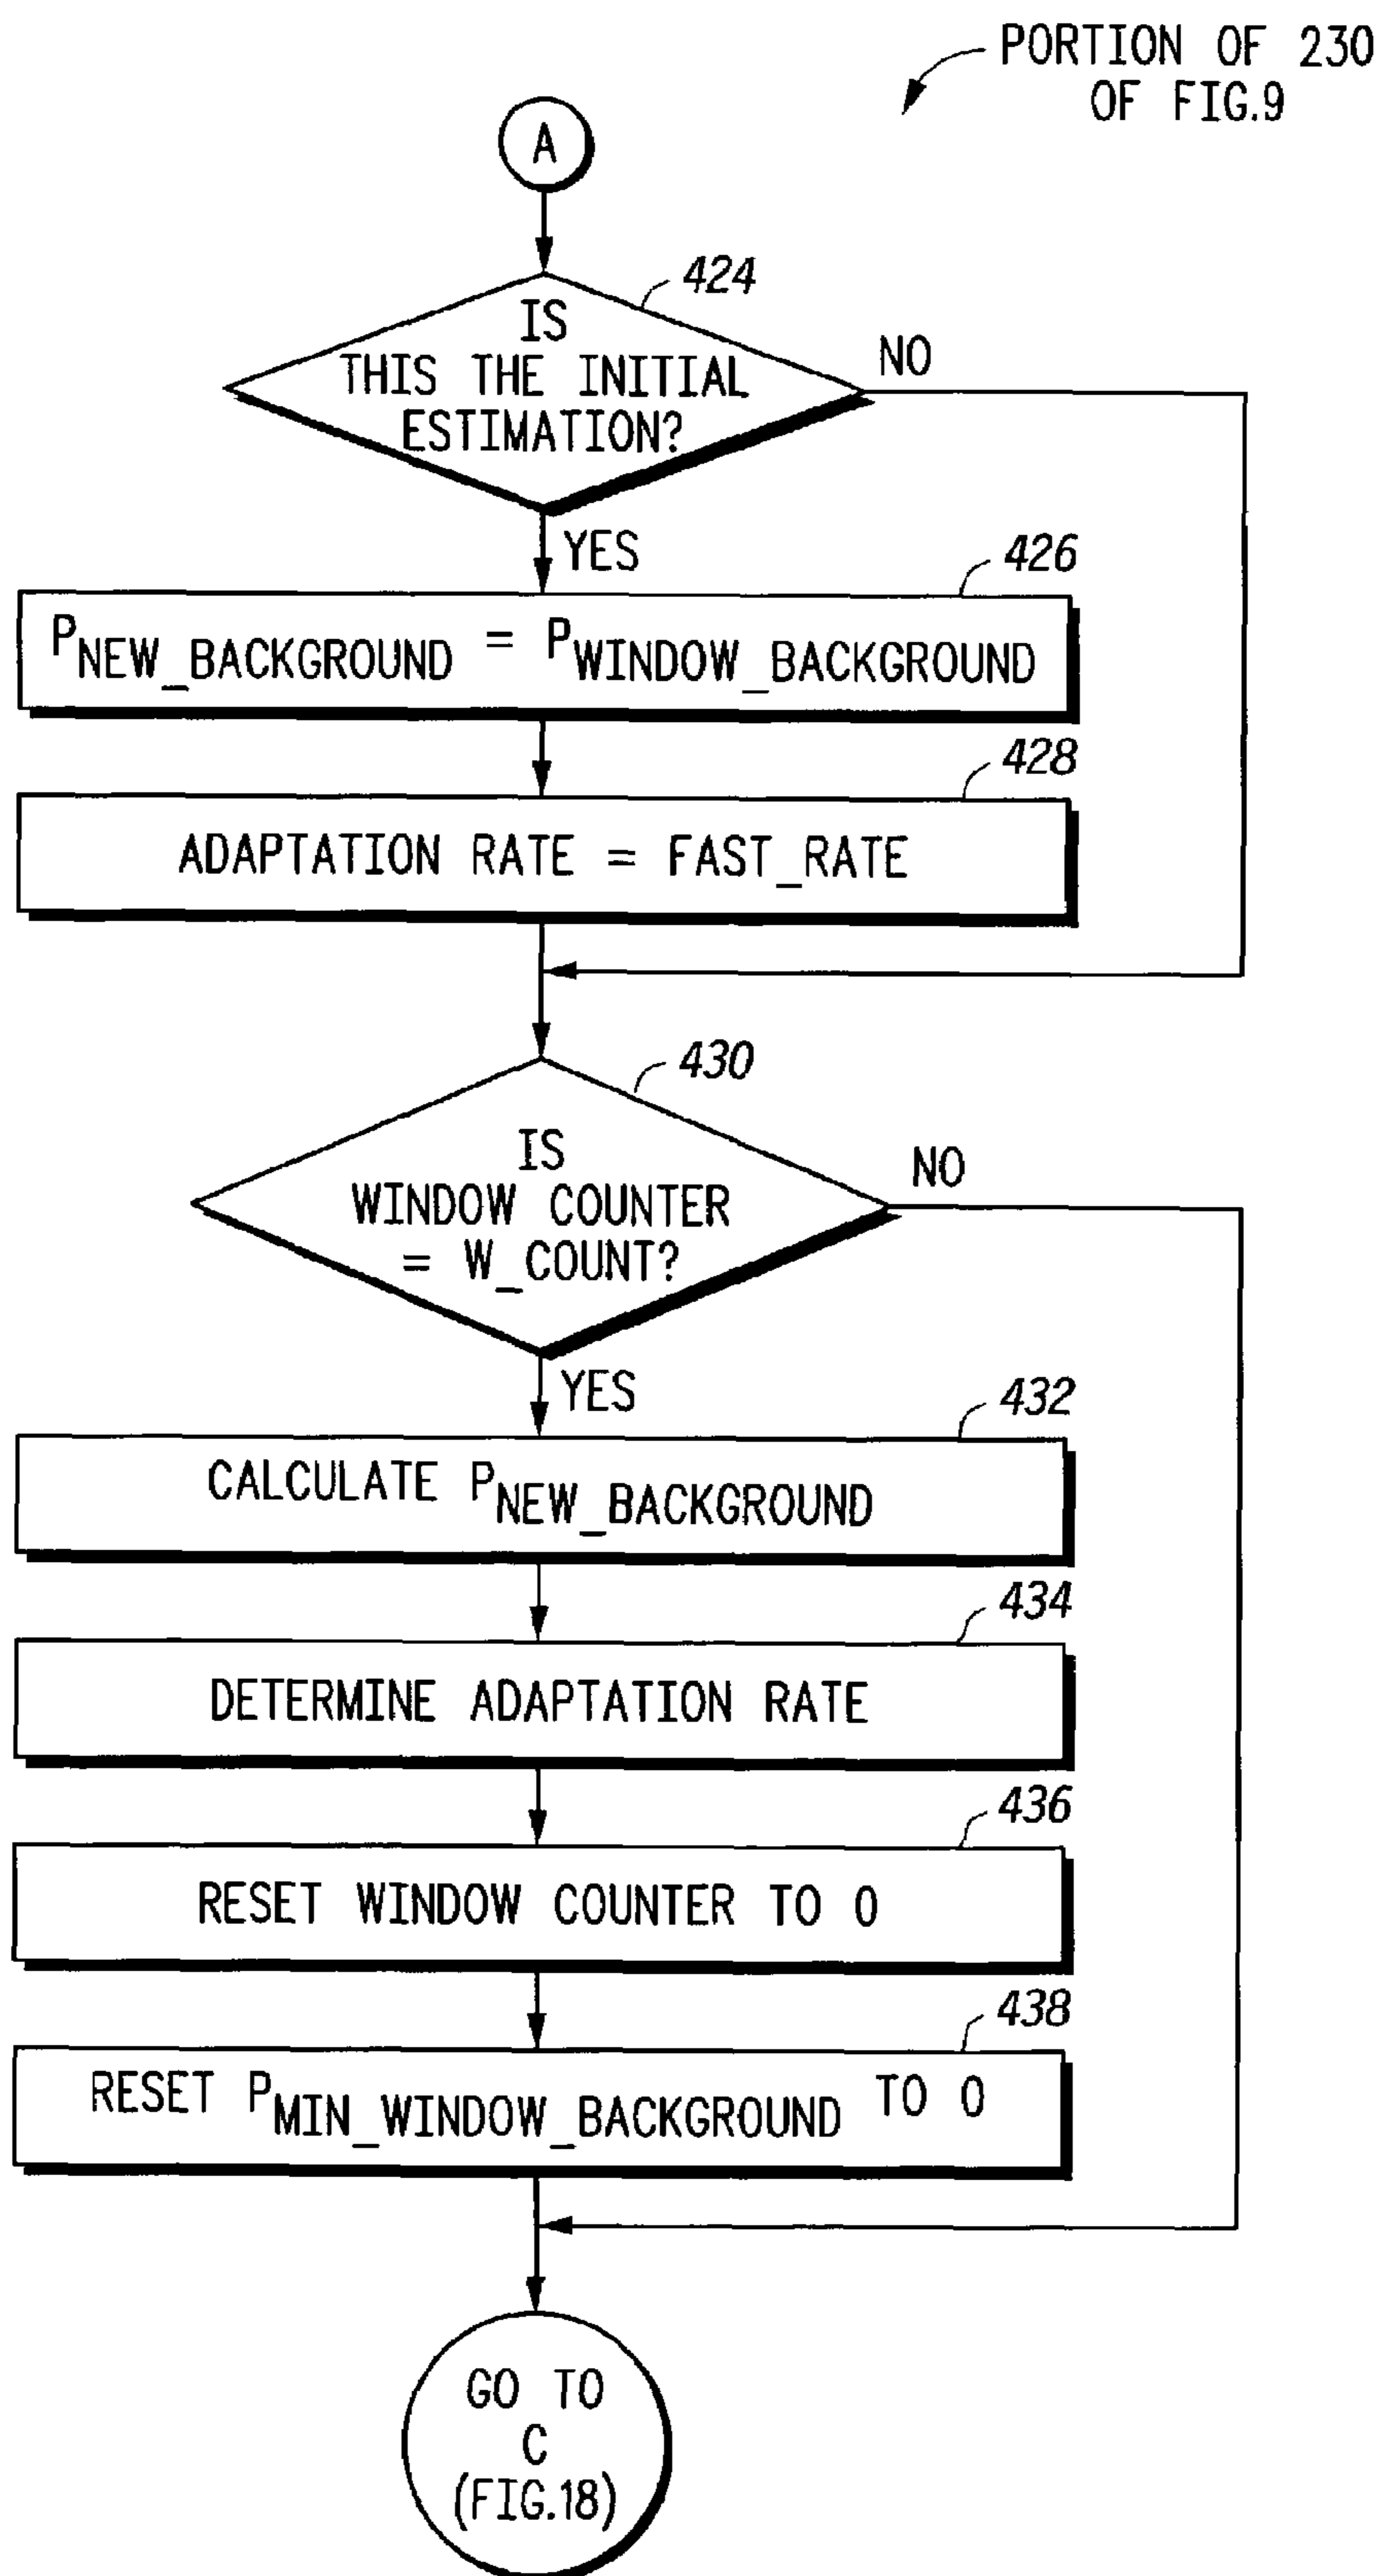 PORTION OF 230
OF FIG.9
A
424
IS
THIS THE INITIAL
ESTIMATION?
NO
YES
426
PNEW_BACKGROUND = PWINDOW_BACKGROUND
428
ADAPTATION RATE = FAST_RATE
430
IS
WINDOW COUNTER
= W_COUNT?
NO
YES
432
CALCULATE PNEW_BACKGROUND
434
DETERMINE ADAPTATION RATE
436
RESET WINDOW COUNTER TO 0
438
RESET PMIN_WINDOW_BACKGROUND TO 0
GO TO
C
(FIG.18)